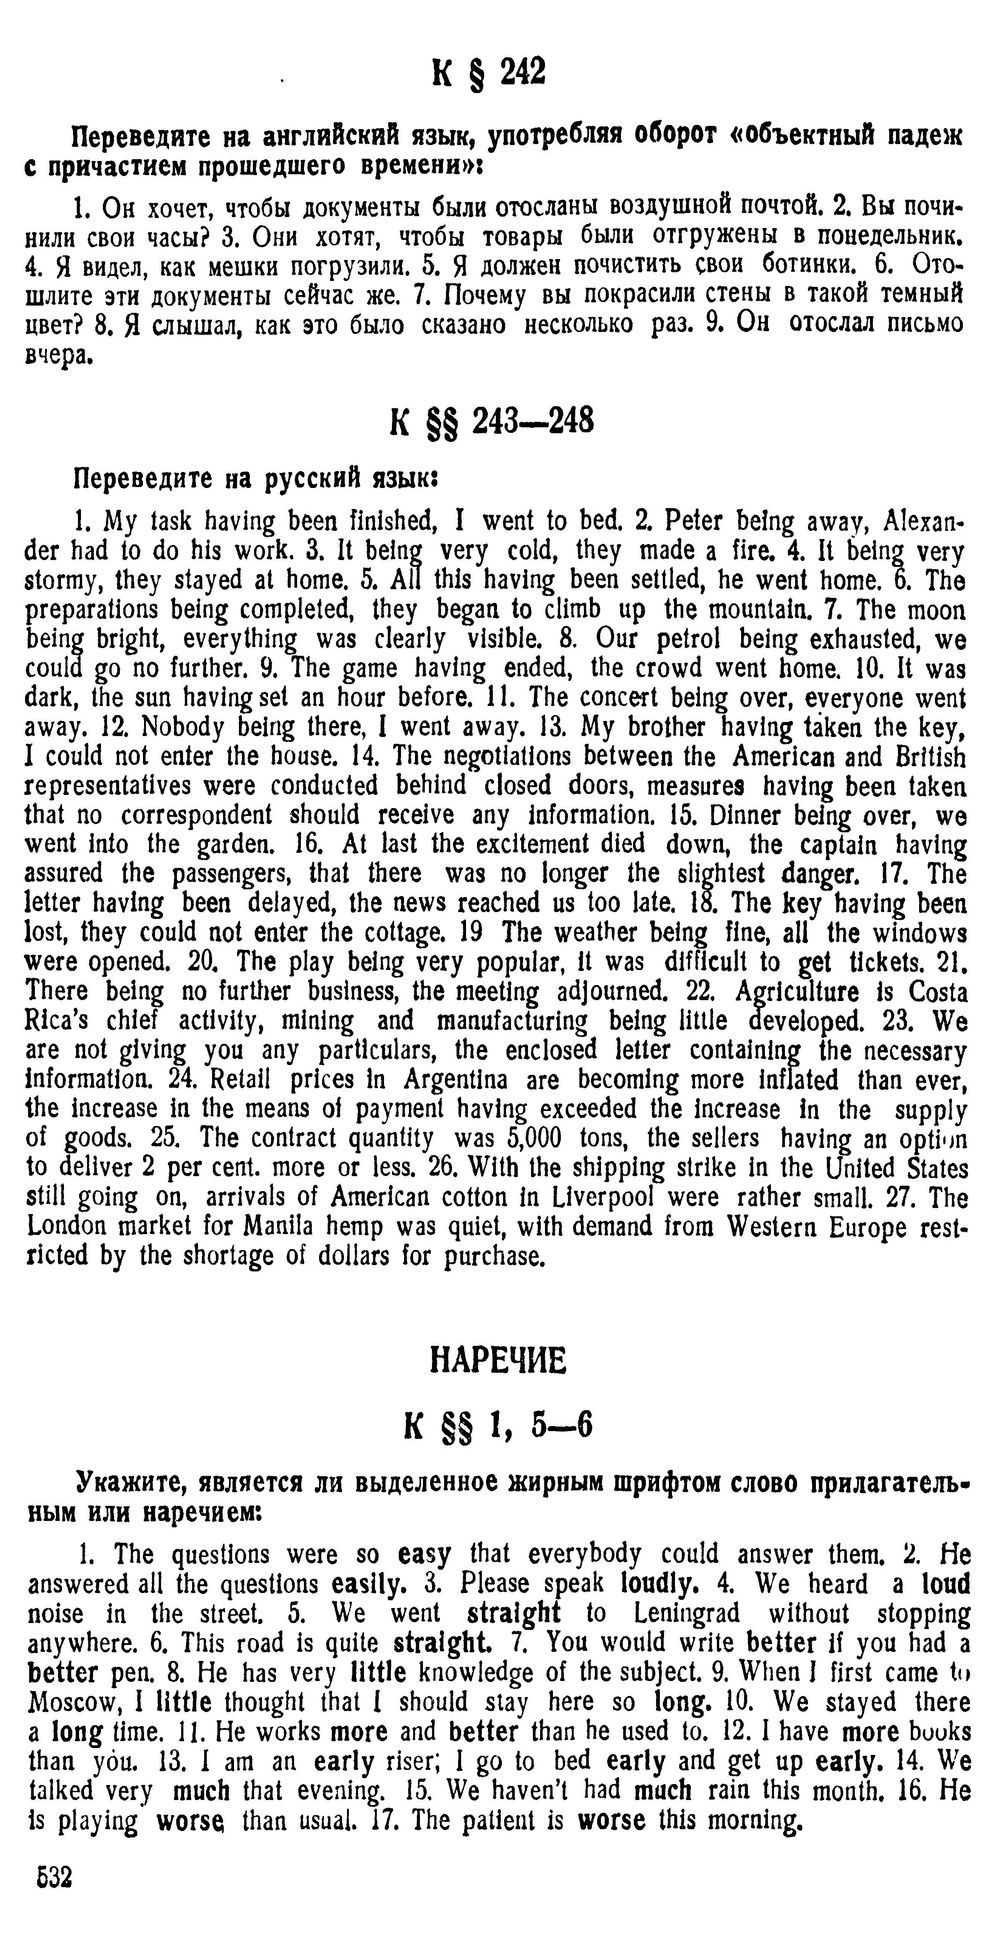 К § 242
Переведите на английский язык, употребляя оборот «объектный падеж
с причастием прошедшего времени»:
1. Он хочет, чтобы документы были отосланы воздушной почтой. 2. Вы почи-
нили свои часы? 3. Они хотят, чтобы товары были отгружены в понедельник.
4. Я видел, как мешки погрузили. 5. Я должен почистить свои ботинки. 6. Ото-
шлите эти документы сейчас же. 7. Почему вы покрасили стены в такой темный
цвет? 8. Я слышал, как это было сказано несколько раз. 9. Он отослал письмо
вчера.
К §§ 243—248
Переведите на русский язык:
1. My task having been finished, I went to bed. 2. Peter being away, Alexan-
der had to do his work. 3. It being very cold, they made a fire. 4. It being very
stormy, they stayed at home. 5. All this having been settled, he went home. 6. The
preparations being completed, they began to climb up the mountain. 7. The moon
being bright, everything was clearly visible. 8. Our petrol being exhausted, we
could go no further. 9. The game having ended, the crowd went home. 10. It was
dark, the sun having set an hour before. 11. The concert being over, everyone went
away. 12. Nobody being there, I went away. 13. My brother having taken the key,
I could not enter the house. 14. The negotiations between the American and British
representatives were conducted behind closed doors, measures having been taken
that no correspondent should receive any information. 15. Dinner being over, we
went into the garden. 16. At last the excitement died down, the captain having
assured the passengers, that there was no longer the slightest danger. 17. The
letter having been delayed, the news reached us too late. 18. The key having been
lost, they could not enter the cottage. 19 The weather being fine, all the windows
were opened. 20. The play being very popular, it was difficult to get tickets. 21.
There being no further business, the meeting adjourned. 22. Agriculture is Costa
Rica's chief activity, mining and manufacturing being little developed. 23. We
are not giving you any particulars, the enclosed letter containing the necessary
information. 24. Retail prices in Argentina are becoming more inflated than ever,
the increase in the means of payment having exceeded the increase in the supply
of goods. 25. The contract quantity was 5,000 tons, the sellers having an option
to deliver 2 per cent. more or less. 26. With the shipping strike in the United States
still going on, arrivals of American cotton in Liverpool were rather small. 27. The
London market for Manila hemp was quiet, with demand from Western Europe rest-
ricted by the shortage of dollars for purchase.
НАРЕЧИЕ
К §§ 1, 5—6
Укажите, является ли выделенное жирным шрифтом слово прилагатель-
ным или наречием:
1. The questions were so easy that everybody could answer them. 2. He
answered all the questions easily. 3. Please speak loudly. 4. We heard a loud
noise in the street. 5. We went straight to Leningrad without stopping
anywhere. 6. This road is quite straight. 7. You would write better if you had a
better pen. 8. He has very little knowledge of the subject. 9. When I first came to
Moscow, I little thought that I should stay here so long. 10. We stayed there
a long time. 11. He works more and better than he used to. 12. I have more books
than you. 13. I am an early riser; I go to bed early and get up early. 14. We
talked very much that evening. 15. We haven't had much rain this month. 16. He
is playing worse than usual. 17. The patient is worse this morning.
532